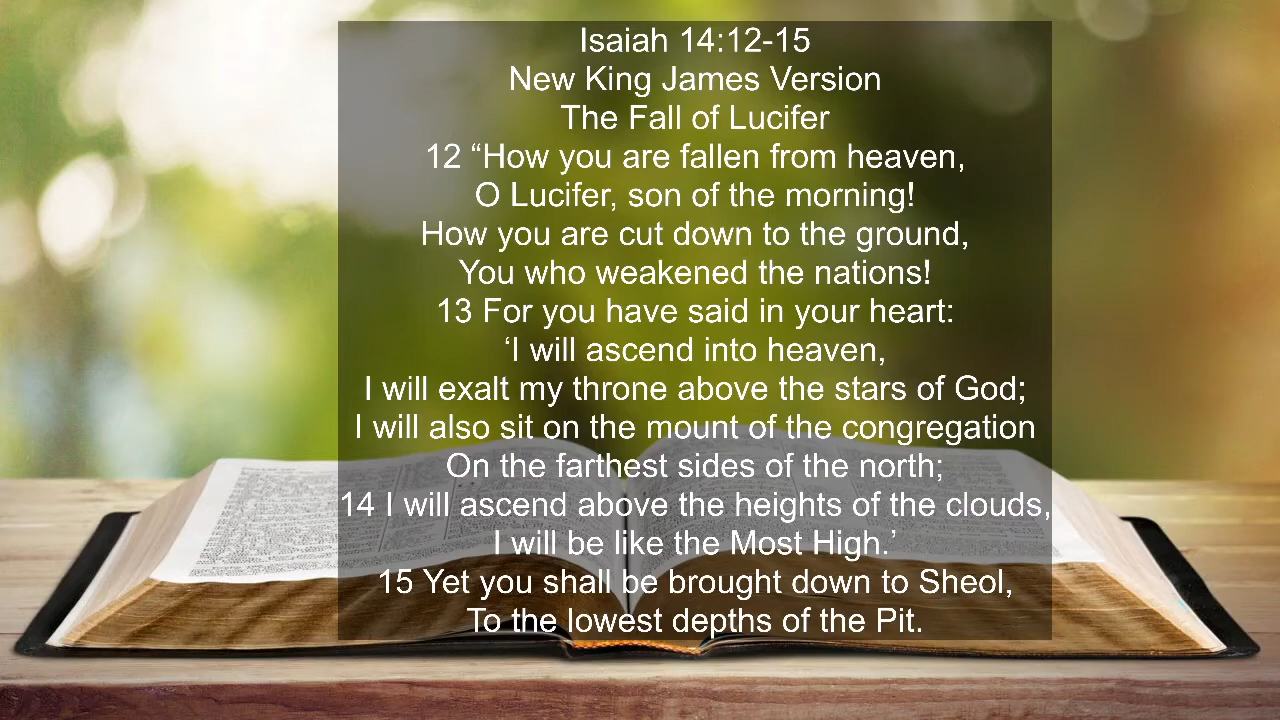 Isaiah 14:12-15
New King James Version
The Fall of Lucifer
12 “How you are fallen from heaven,
O Lucifer, son of the morning!
How you are cut down to the ground,
You who weakened the nations!
13 For you have said in your heart:
‘I will ascend into heaven,
I will exalt my throne above the stars of God;
I will also sit on the mount of the congregation
On the farthest sides of the north;
14 I will ascend above the heights of the clouds,
I will be like the Most High.’
15 Yet you shall be brought down to Sheol,
To the lowest depths of the Pit.